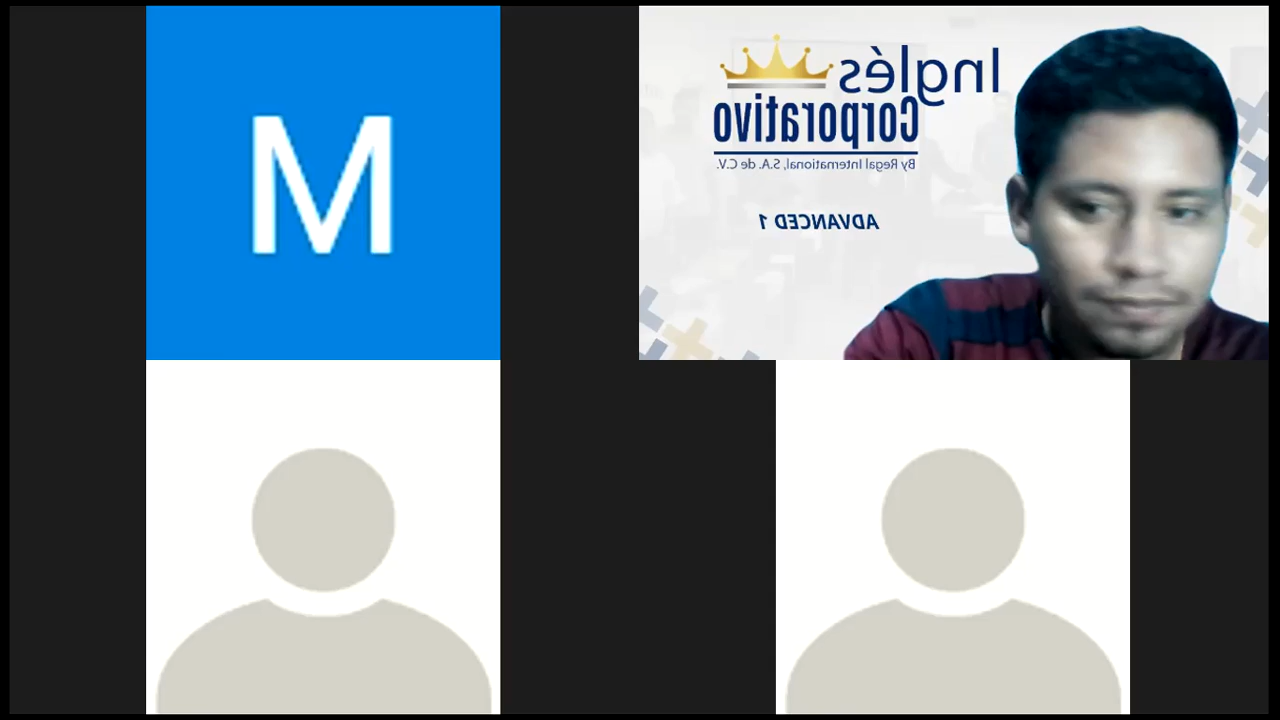 M
Inglés
Corporativo
By Regal International, S.A. de C.V.
ADVANCED 1